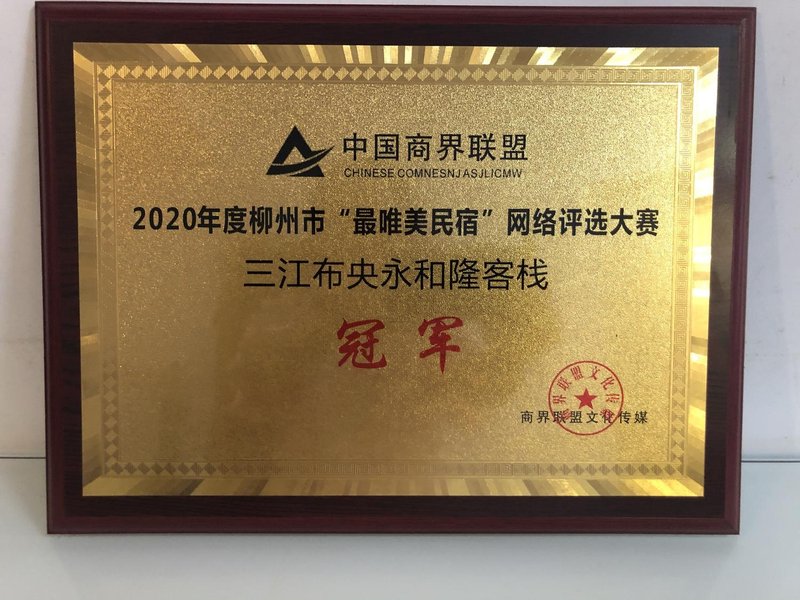 中国商界联盟
CHINESE COMNESNJASJLICMW
2020年度柳州市“最唯美民宿”网络评选大赛
三江布央永和隆客栈
冠军
商界联盟文化传媒